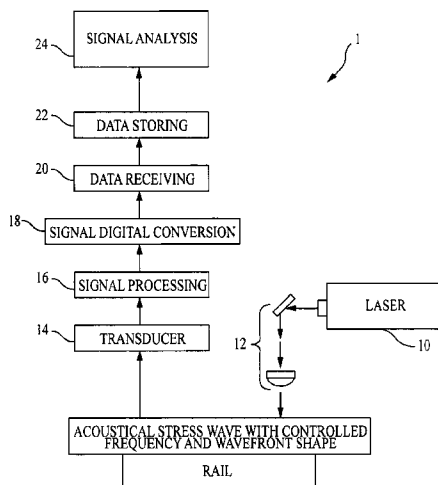 24
SIGNAL ANALYSIS
1
22
DATA STORING
20
DATA RECEIVING
18
SIGNAL DIGITAL CONVERSION
16
SIGNAL PROCESSING
LASER
14
TRANSDUCER
12
10
ACOUSTICAL STRESS WAVE WITH CONTROLLED
FREQUENCY AND WAVEFRONT SHAPE
RAIL